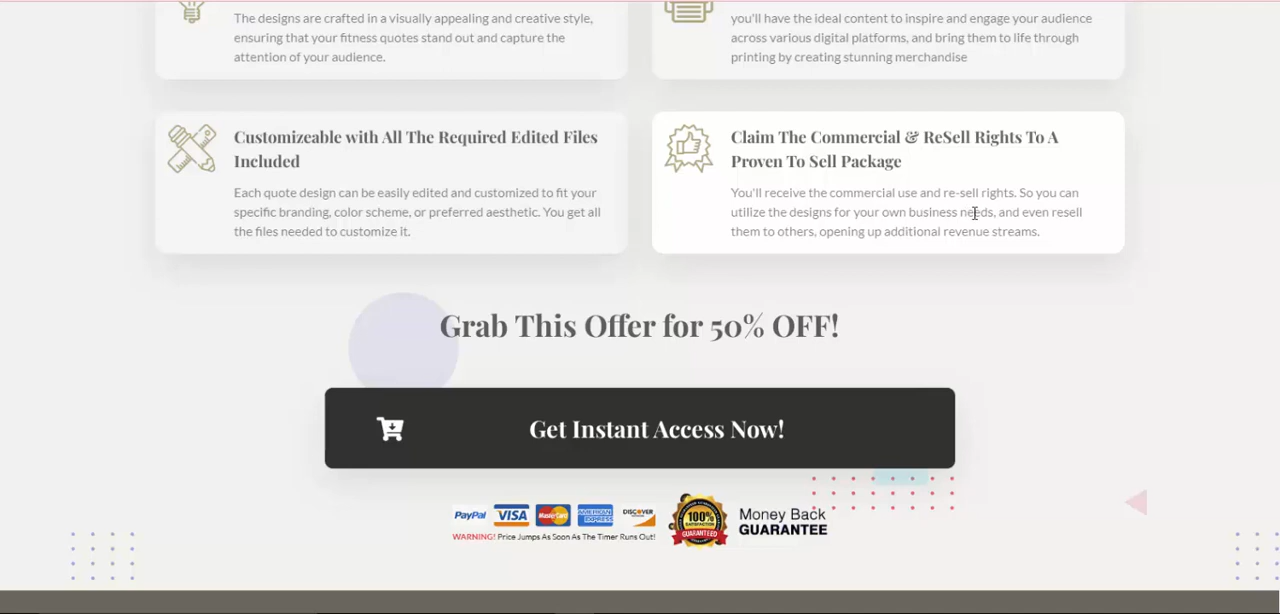 The designs are crafted in a visually appealing and creative style,
ensuring that your fitness quotes stand out and capture the
attention of your audience.
you'll have the ideal content to inspire and engage your audience
across various digital platforms, and bring them to life through
printing by creating stunning merchandise
Customizeable with All The Required Edited Files
Included
Each quote design can be easily edited and customized to fit your
specific branding, color scheme, or preferred aesthetic. You get all
the files needed to customize it.
Claim The Commercial & ReSell Rights To A
Proven To Sell Package
You'll receive the commercial use and re-sell rights. So you can
utilize the designs for your own business needs, and even resell
them to others, opening up additional revenue streams.
Grab This Offer for 50% OFF!
Get Instant Access Now!
PayPal VISA MasterCard AMERICAN EXPRESS DISCOVER
WARNING! Price Jumps As Soon As The Timer Runs Out!
100% SATISFACTION GUARANTEED
Money Back
GUARANTEE